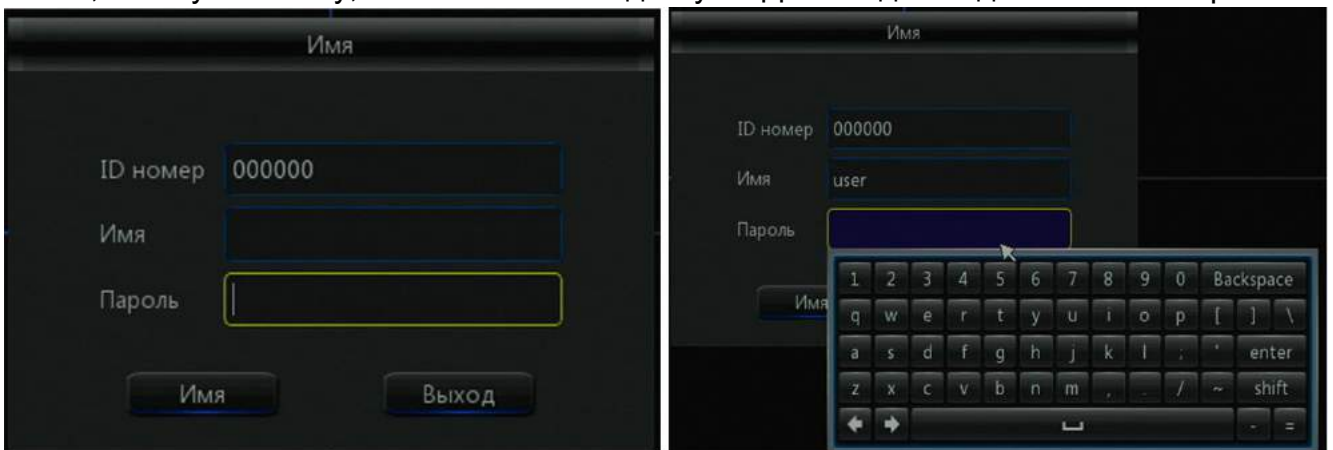 Имя
ID номер 000000
Имя
Пароль
Имя Выход
Имя
ID номер 000000
Имя user
Пароль
Имя
1 2 3 4 5 6 7 8 9 0 Backspace
q w e r t y u i o p [ ] \
a s d f g h j k l ; ' enter
z x c v b n m , . / ~ shift
- =